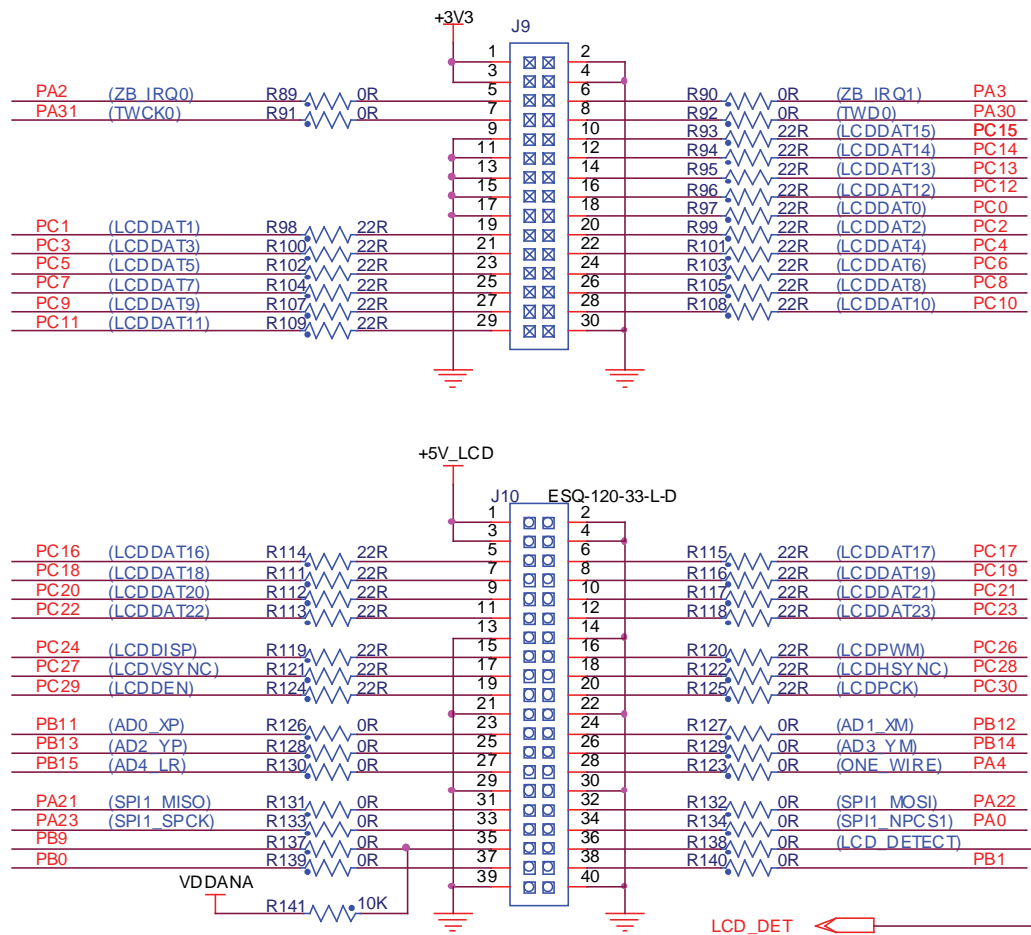 +3V3
J9
1 2
3 4
PA2 (ZB_IRQ0) R89 0R 5 6 R90 0R (ZB_IRQ1) PA3
PA31 (TWCK0) R91 0R 7 8 R92 0R (TWD0) PA30
9 10 R93 22R (LCDDAT15) PC15
11 12 R94 22R (LCDDAT14) PC14
13 14 R95 22R (LCDDAT13) PC13
15 16 R96 22R (LCDDAT12) PC12
17 18 R97 22R (LCDDAT0) PC0
PC1 (LCDDAT1) R98 22R 19 20 R99 22R (LCDDAT2) PC2
PC3 (LCDDAT3) R100 22R 21 22 R101 22R (LCDDAT4) PC4
PC5 (LCDDAT5) R102 22R 23 24 R103 22R (LCDDAT6) PC6
PC7 (LCDDAT7) R104 22R 25 26 R105 22R (LCDDAT8) PC8
PC9 (LCDDAT9) R107 22R 27 28 R108 22R (LCDDAT10) PC10
PC11 (LCDDAT11) R109 22R 29 30
+5V_LCD
J10 ESQ-120-33-L-D
1 2
3 4
PC16 (LCDDAT16) R114 22R 5 6 R115 22R (LCDDAT17) PC17
PC18 (LCDDAT18) R111 22R 7 8 R116 22R (LCDDAT19) PC19
PC20 (LCDDAT20) R112 22R 9 10 R117 22R (LCDDAT21) PC21
PC22 (LCDDAT22) R113 22R 11 12 R118 22R (LCDDAT23) PC23
13 14
PC24 (LCDDISP) R119 22R 15 16 R120 22R (LCDPWM) PC26
PC27 (LCDVSYNC) R121 22R 17 18 R122 22R (LCDHSYNC) PC28
PC29 (LCDDEN) R124 22R 19 20 R125 22R (LCDPCK) PC30
21 22
PB11 (AD0_XP) R126 0R 23 24 R127 0R (AD1_XM) PB12
PB13 (AD2_YP) R128 0R 25 26 R129 0R (AD3_YM) PB14
PB15 (AD4_LR) R130 0R 27 28 R123 0R (ONE_WIRE) PA4
29 30
PA21 (SPI1_MISO) R131 0R 31 32 R132 0R (SPI1_MOSI) PA22
PA23 (SPI1_SPCK) R133 0R 33 34 R134 0R (SPI1_NPCS1) PA0
PB9 R137 0R 35 36 R138 0R (LCD_DETECT)
PB0 R139 0R 37 38 R140 0R PB1
VDDANA 39 40
R141 10K
LCD_DET